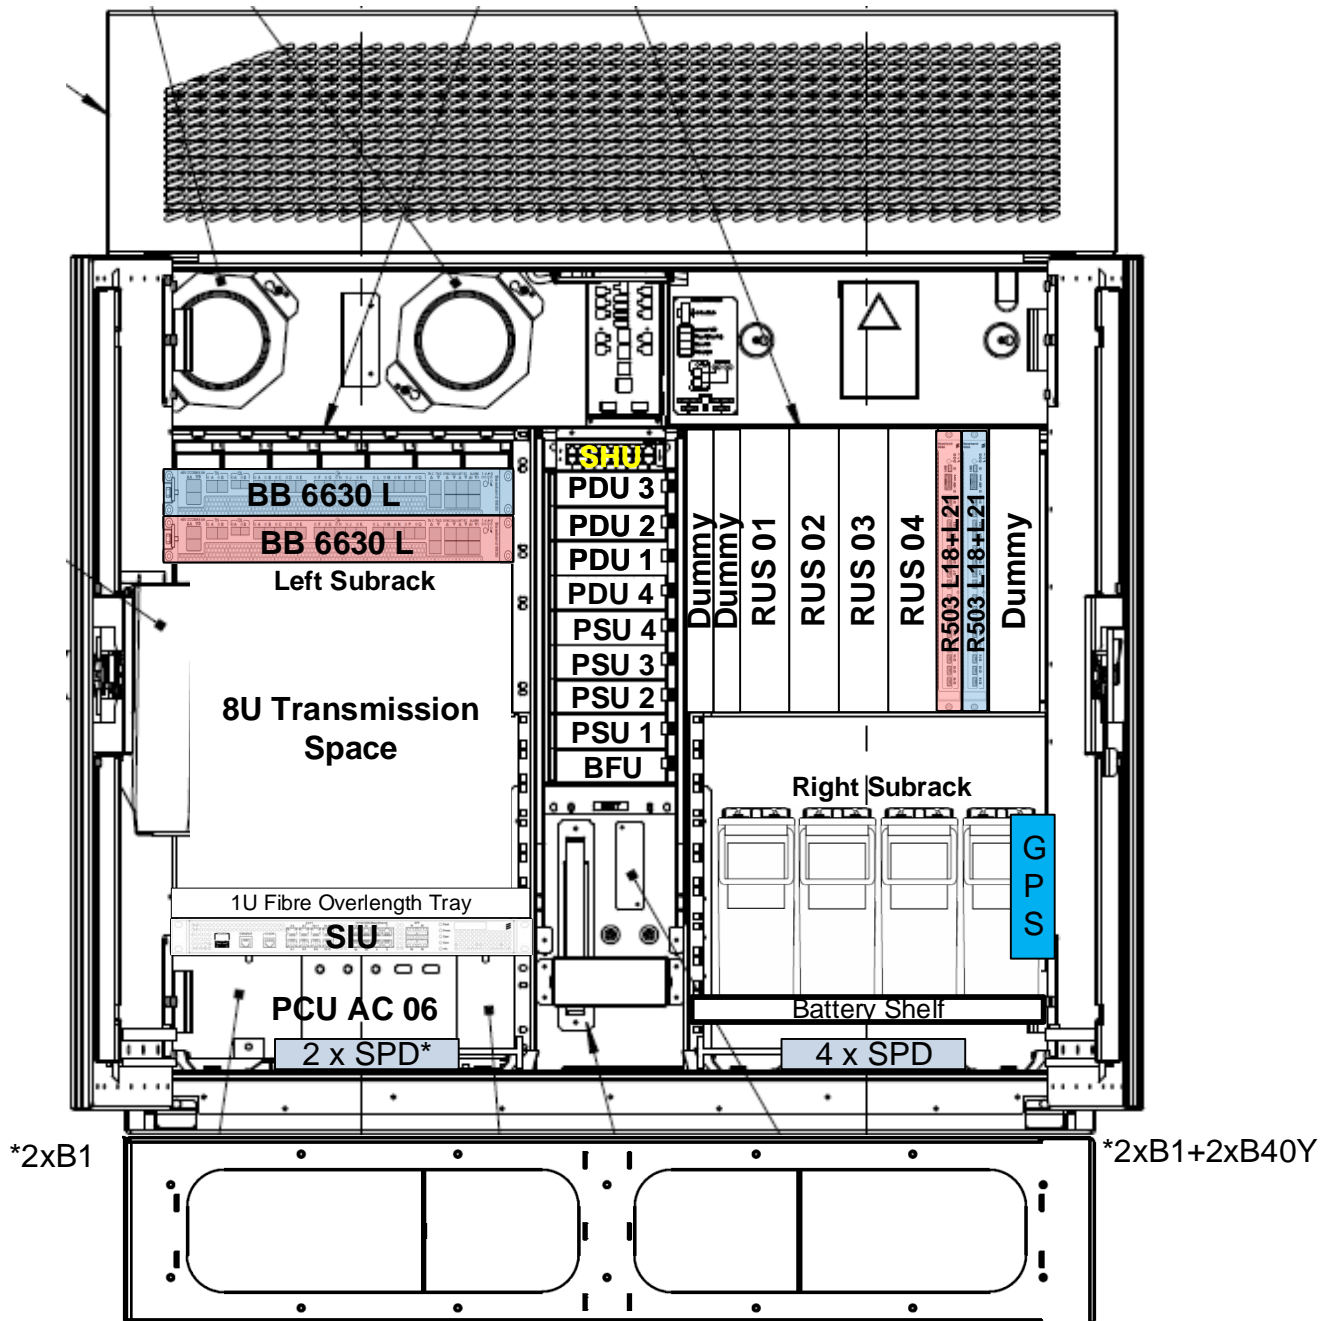 SHU
BB 6630 L
BB 6630 L
Left Subrack
8U Transmission
Space
1U Fibre Overlength Tray
SIU
PCU AC 06
2 x SPD*
PDU 3
PDU 2
PDU 1
PDU 4
PSU 4
PSU 3
PSU 2
PSU 1
BFU
Dummy
Dummy
RUS 01
RUS 02
RUS 03
RUS 04
R503 L18+L21
R503 L18+L21
Dummy
Right Subrack
G
P
S
Battery Shelf
4 x SPD
*2xB1
*2xB1+2xB40Y